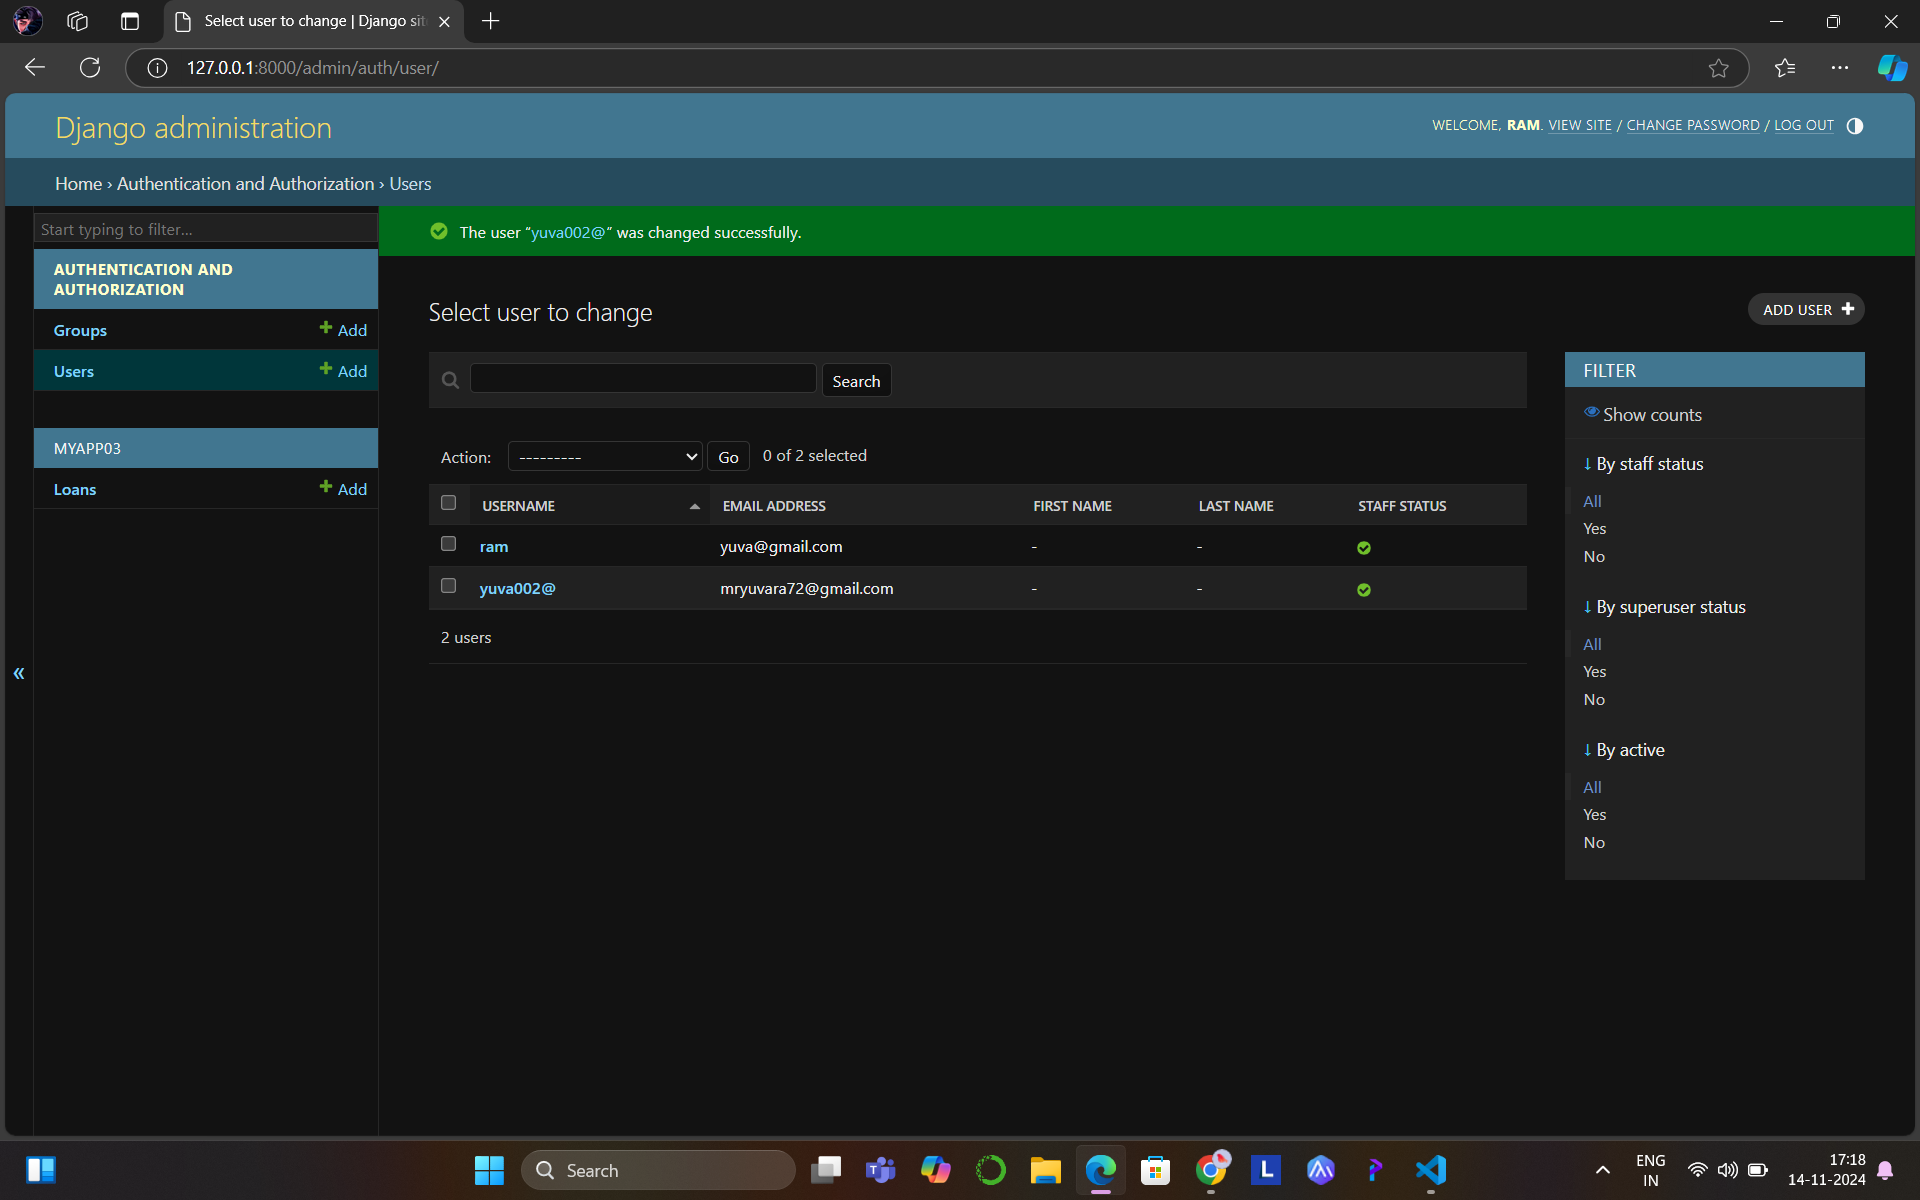 Select user to change | Django sit
127.0.0.1:8000/admin/auth/user/
Django administration
WELCOME, RAM. VIEW SITE / CHANGE PASSWORD / LOG OUT
Home › Authentication and Authorization › Users
Start typing to filter...
AUTHENTICATION AND
AUTHORIZATION
Groups
Add
Users
Add
MYAPP03
Loans
Add
«
The user “yuva002@” was changed successfully.
Select user to change
ADD USER
Search
Action:
---------
Go
0 of 2 selected
USERNAME EMAIL ADDRESS FIRST NAME LAST NAME STAFF STATUS
ram yuva@gmail.com - -
yuva002@ mryuvara72@gmail.com - -
2 users
FILTER
Show counts
↓ By staff status
All
Yes
No
↓ By superuser status
All
Yes
No
↓ By active
All
Yes
No
Search
L
ENG
IN
17:18
14-11-2024